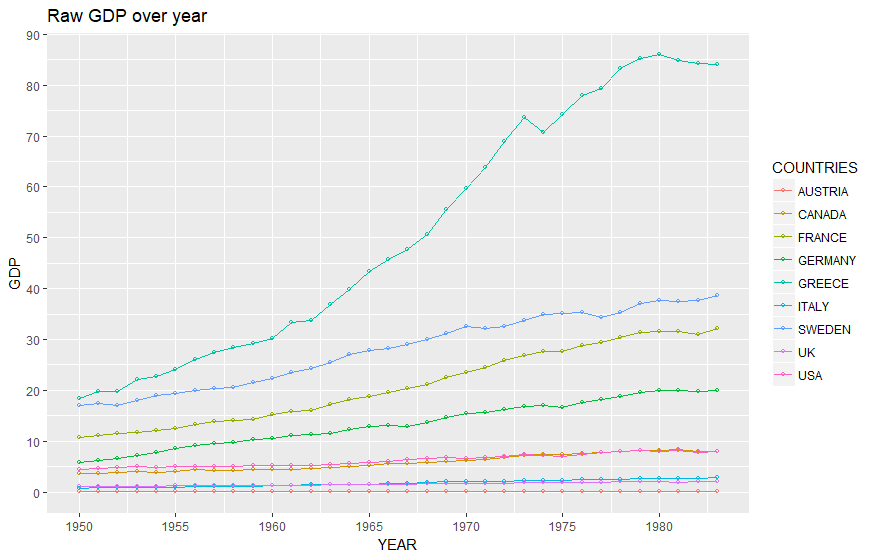 Raw GDP over year
90
80
70
60
50
40
30
20
10
0
GDP
1950 1955 1960 1965 1970 1975 1980
YEAR
COUNTRIES
AUSTRIA
CANADA
FRANCE
GERMANY
GREECE
ITALY
SWEDEN
UK
USA